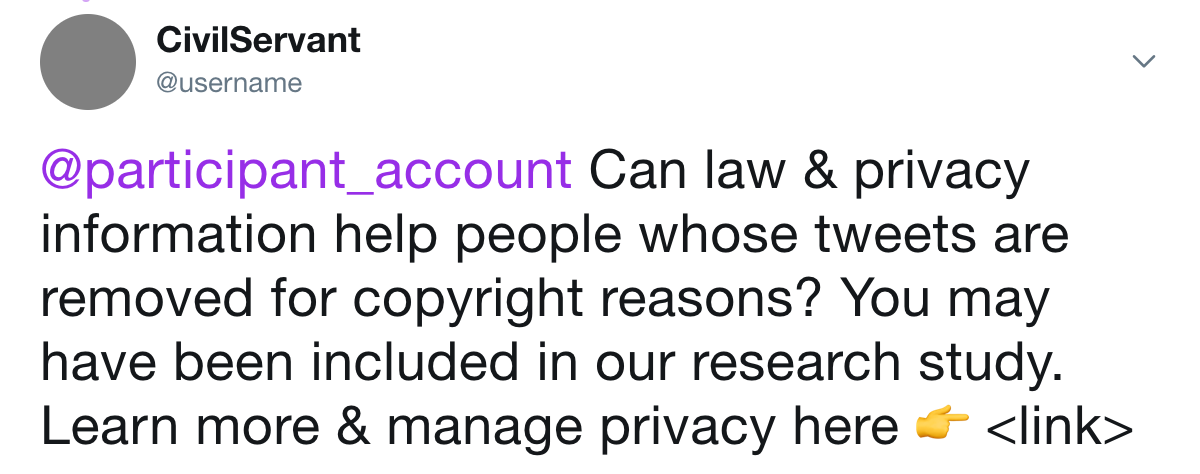 CivilServant
@username
@participant_account Can law & privacy
information help people whose tweets are
removed for copyright reasons? You may
have been included in our research study.
Learn more & manage privacy here 👉 <link>